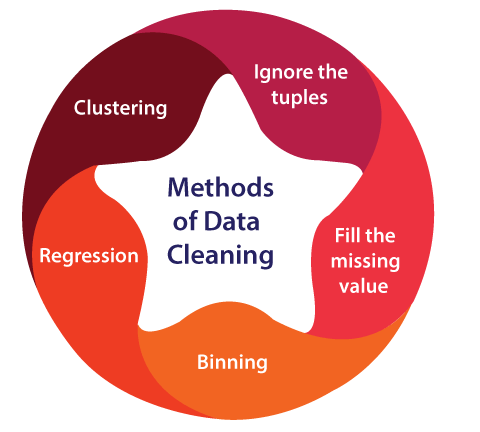 Methods
of Data
Cleaning
Ignore the
tuples
Fill the
missing
value
Binning
Regression
Clustering